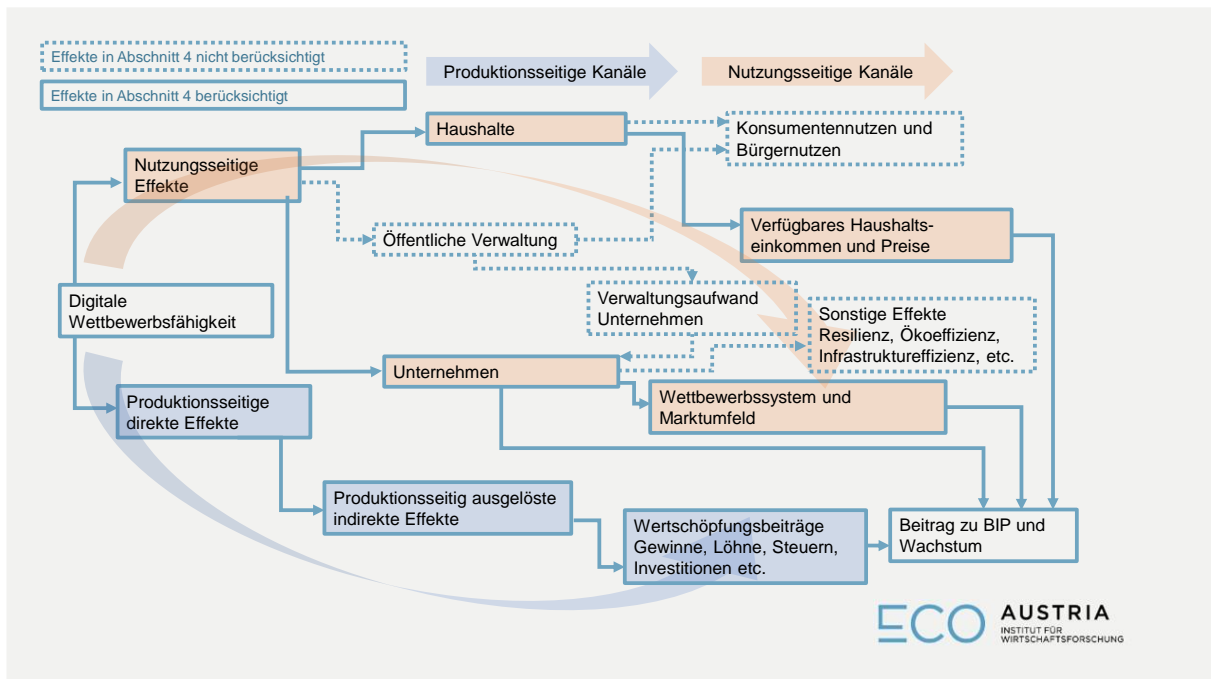 Effekte in Abschnitt 4 nicht berücksichtigt
Effekte in Abschnitt 4 berücksichtigt
Produktionsseitige Kanäle
Nutzungsseitige Kanäle
Haushalte
Konsumentennutzen und
Bürgernutzen
Nutzungsseitige
Effekte
Öffentliche Verwaltung
Verfügbares Haushalts-
einkommen und Preise
Digitale
Wettbewerbsfähigkeit
Verwaltungsaufwand
Unternehmen
Sonstige Effekte
Resilienz, Ökoeffizienz,
Infrastruktureffizienz, etc.
Unternehmen
Wettbewerbssystem und
Marktumfeld
Produktionsseitige
direkte Effekte
Produktionsseitig ausgelöste
indirekte Effekte
Wertschöpfungsbeiträge
Gewinne, Löhne, Steuern,
Investitionen etc.
Beitrag zu BIP und
Wachstum
ECO AUSTRIA
INSTITUT FÜR
WIRTSCHAFTSFORSCHUNG